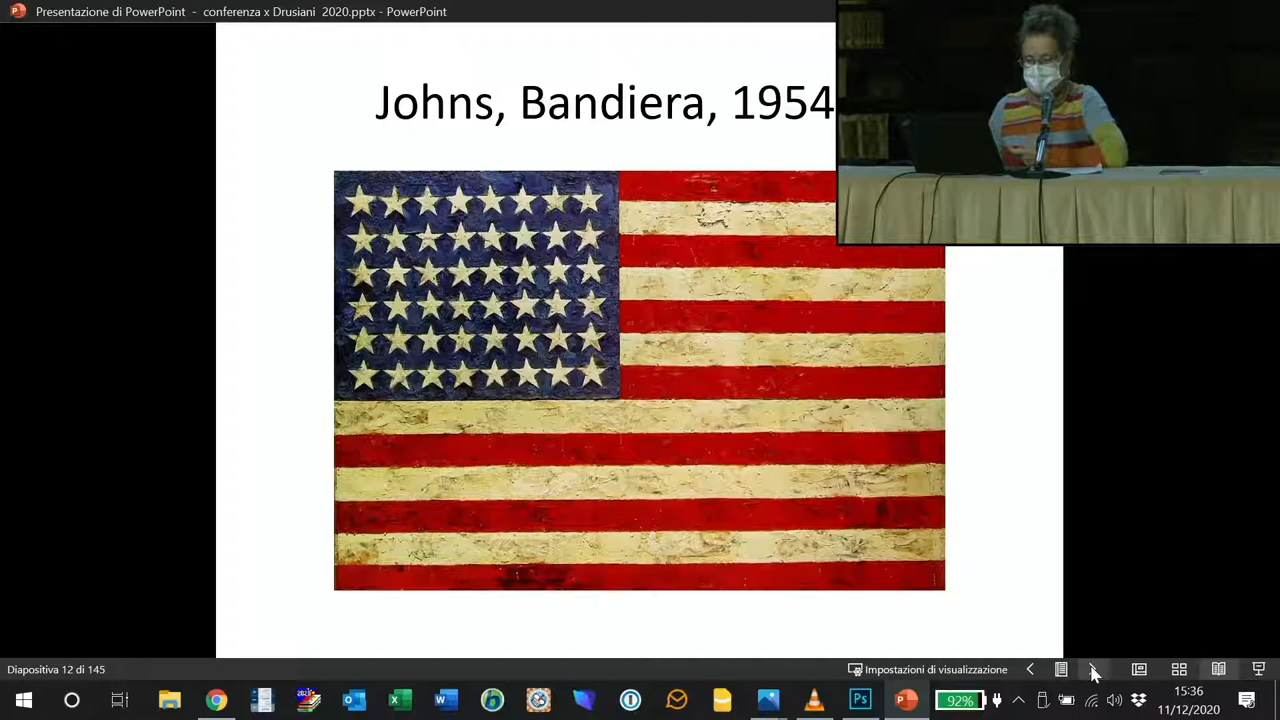 Presentazione di PowerPoint - conferenza x Drusiani 2020.pptx - PowerPoint
Johns, Bandiera, 1954
Diapositiva 12 di 145
Impostazioni di visualizzazione
92%
15:36
11/12/2020